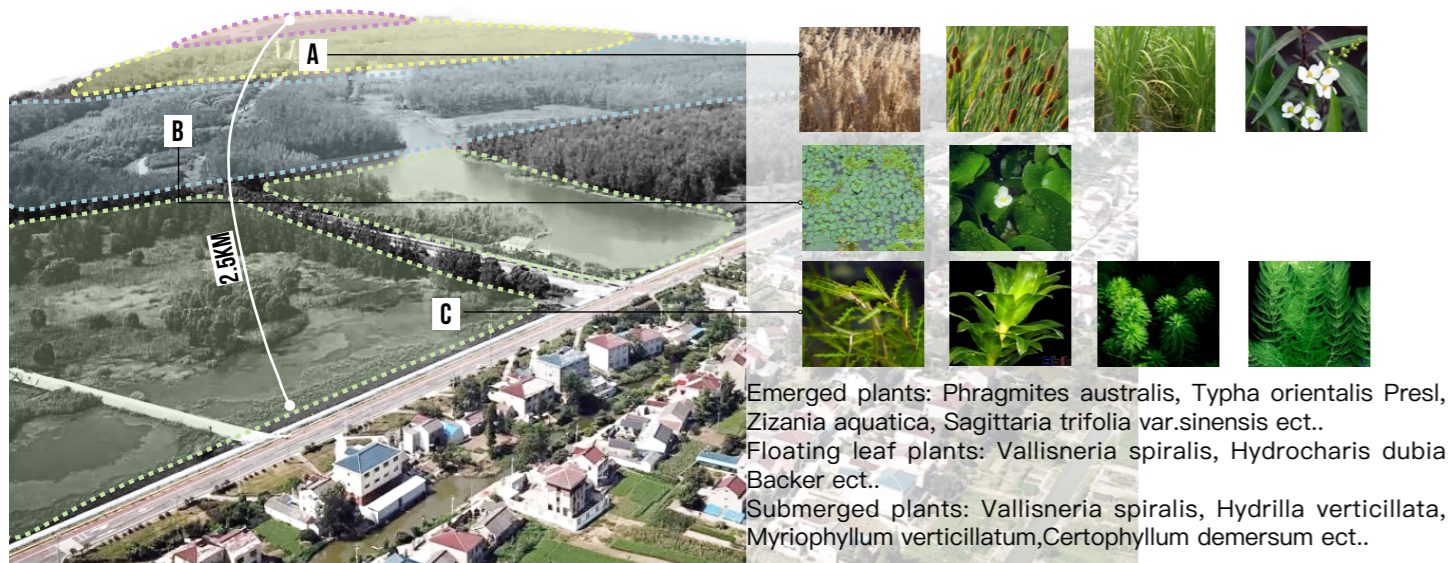 A
B
2.5KM
C
Emerged plants: Phragmites australis, Typha orientalis Presl,
Zizania aquatica, Sagittaria trifolia var.sinensis ect..
Floating leaf plants: Vallisneria spiralis, Hydrocharis dubia
Backer ect..
Submerged plants: Vallisneria spiralis, Hydrilla verticillata,
Myriophyllum verticillatum,Certophyllum demersum ect..